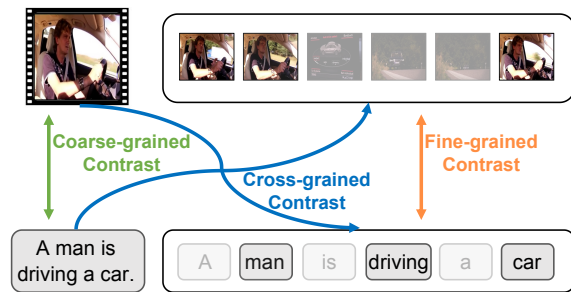 Coarse-grained
Contrast
Fine-grained
Contrast
Cross-grained
Contrast
A man is
driving a car.
A man is driving a car